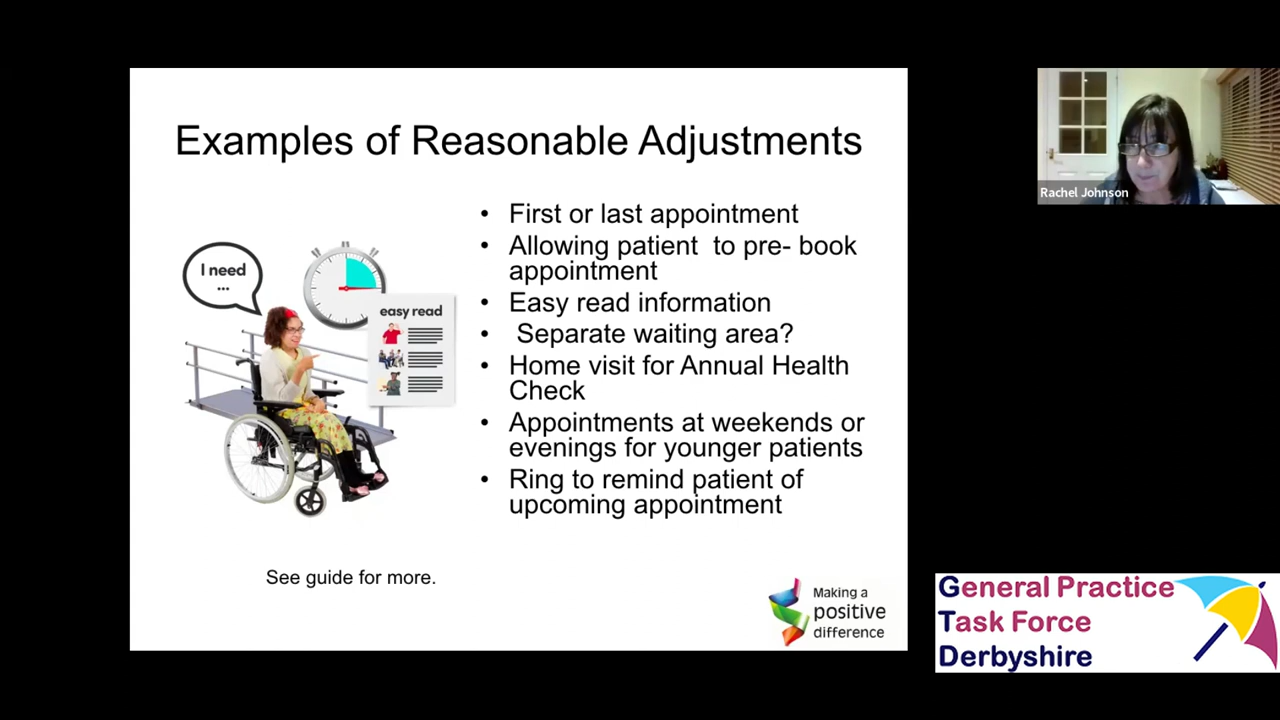 Examples of Reasonable Adjustments
I need
...
easy read
• First or last appointment
• Allowing patient  to pre- book
appointment
• Easy read information
•  Separate waiting area?
• Home visit for Annual Health
Check
• Appointments at weekends or
evenings for younger patients
• Ring to remind patient of
upcoming appointment
See guide for more.
Making a
positive
difference
Rachel Johnson
General Practice
Task Force
Derbyshire